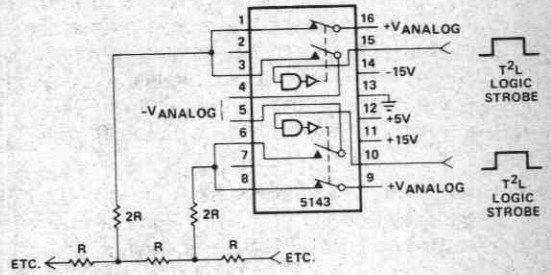 1
2
3
4
5
6
7
8
16 +VANALOG
15
14 -15V
13
12 +5V
11 +15V
10
9 +VANALOG
-VANALOG
5143
T²L
LOGIC
STROBE
T²L
LOGIC
STROBE
2R
2R
ETC. R R R ETC.